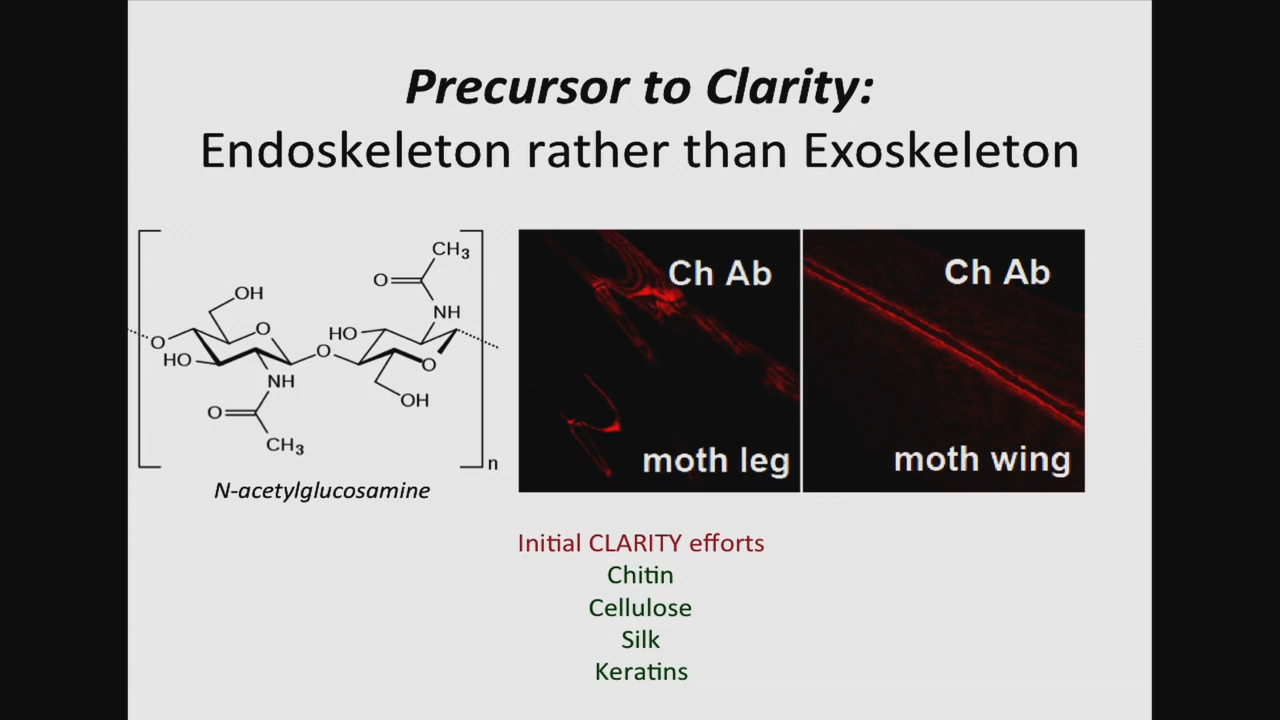 Precursor to Clarity:
Endoskeleton rather than Exoskeleton
CH3
O
NH
OH
O
HO
O
O
HO
O
NH
OH
O
CH3
n
N-acetylglucosamine
Ch Ab
moth leg
Ch Ab
moth wing
Initial CLARITY efforts
Chitin
Cellulose
Silk
Keratins